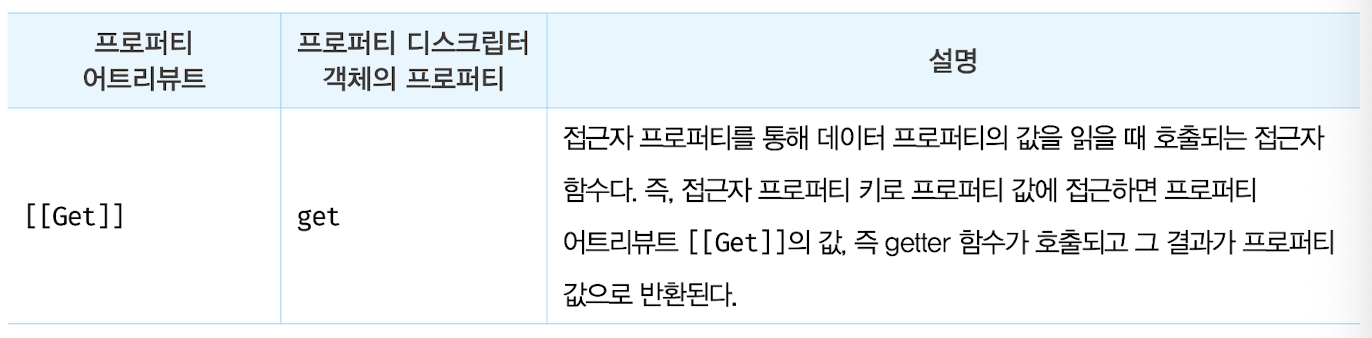 프로퍼티
어트리뷰트
프로퍼티 디스크립터
객체의 프로퍼티
설명
[[Get]]
get
접근자 프로퍼티를 통해 데이터 프로퍼티의 값을 읽을 때 호출되는 접근자
함수다. 즉, 접근자 프로퍼티 키로 프로퍼티 값에 접근하면 프로퍼티
어트리뷰트 [[Get]]의 값, 즉 getter 함수가 호출되고 그 결과가 프로퍼티
값으로 반환된다.